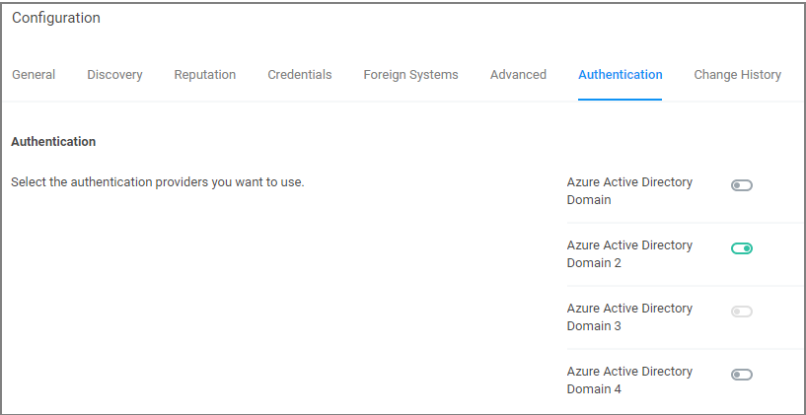 Configuration
General Discovery Reputation Credentials Foreign Systems Advanced Authentication Change History
Authentication
Select the authentication providers you want to use.
Azure Active Directory
Domain
Azure Active Directory
Domain 2
Azure Active Directory
Domain 3
Azure Active Directory
Domain 4